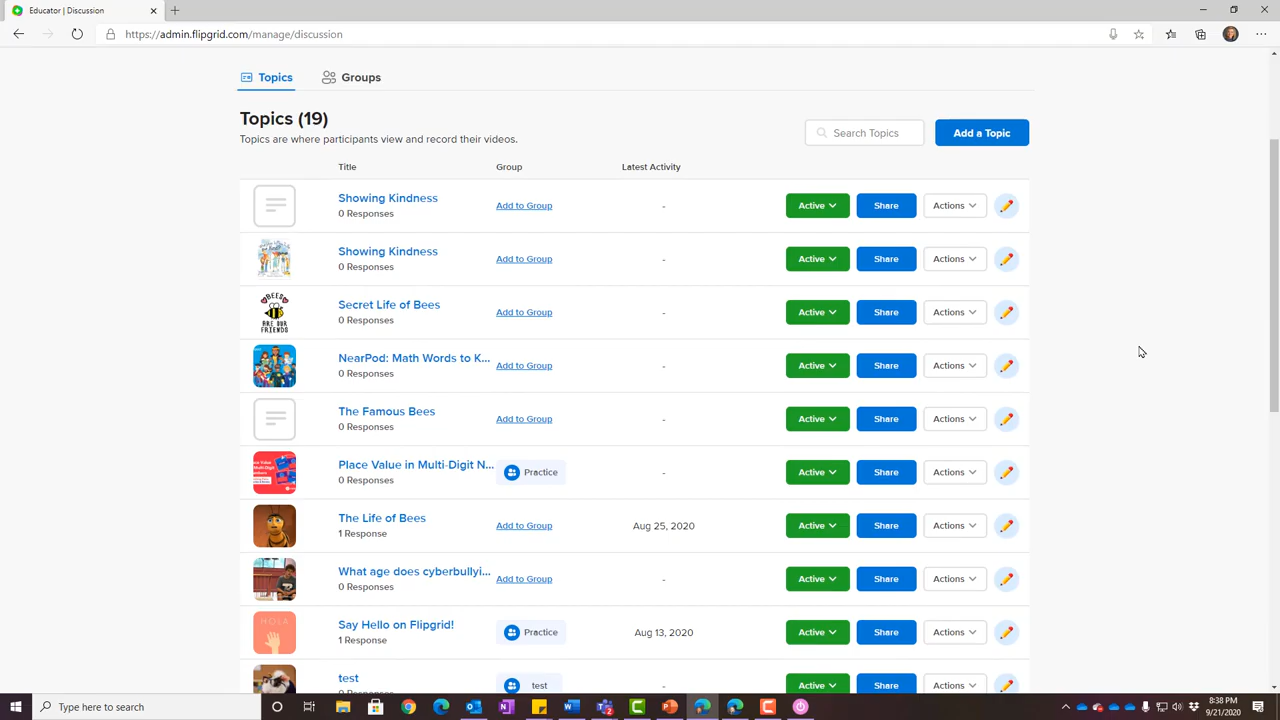 Educator | Discussion
https://admin.flipgrid.com/manage/discussion
Topics
Groups
Topics (19)
Topics are where participants view and record their videos.
Search Topics
Add a Topic
Title
Group
Latest Activity
Showing Kindness
0 Responses
Add to Group
-
Active
Share
Actions
Showing Kindness
0 Responses
Add to Group
-
Active
Share
Actions
BEES
ARE OUR
FRIENDS
Secret Life of Bees
0 Responses
Add to Group
-
Active
Share
Actions
NearPod: Math Words to K...
0 Responses
Add to Group
-
Active
Share
Actions
The Famous Bees
0 Responses
Add to Group
-
Active
Share
Actions
Place Value in Multi-Digit N...
0 Responses
Practice
-
Active
Share
Actions
The Life of Bees
1 Response
Add to Group
Aug 25, 2020
Active
Share
Actions
What age does cyberbullyi...
0 Responses
Add to Group
-
Active
Share
Actions
HOLA
Say Hello on Flipgrid!
1 Response
Practice
Aug 13, 2020
Active
Share
Actions
test
0 Responses
test
-
Active
Share
Actions
Type here to search
8:38 PM
9/21/2020